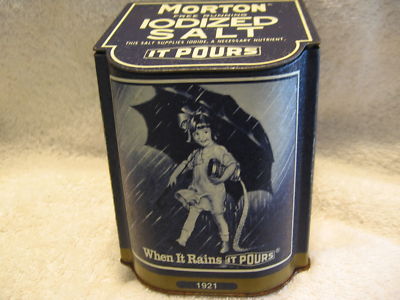 MORTON®
FREE RUNNING
IODIZED
SALT
THIS SALT SUPPLIES IODIDE, A NECESSARY NUTRIENT.
IT POURS
When It Rains IT POURS®
1921